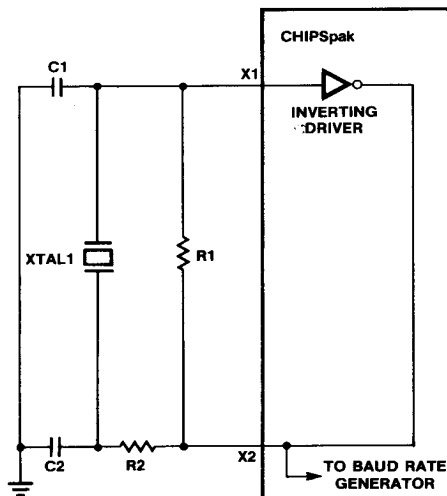 CHIPSpak
C1
X1
INVERTING
DRIVER
XTAL1
R1
C2
R2
X2
TO BAUD RATE
GENERATOR